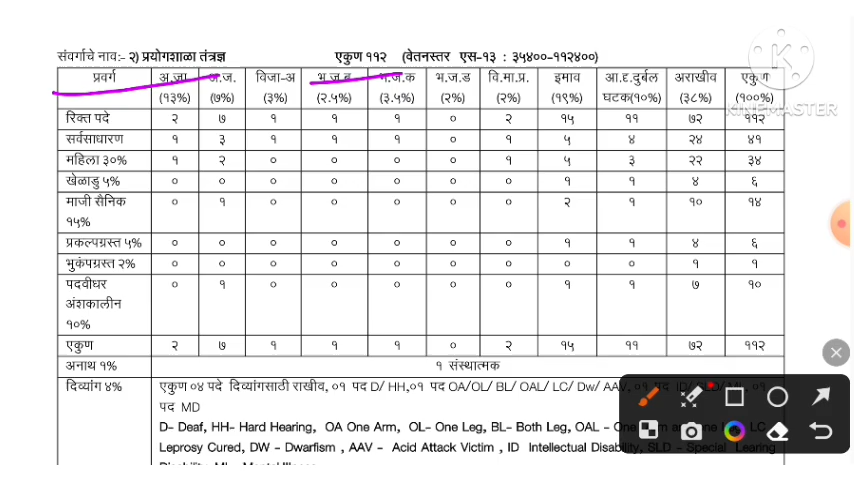 संवर्गाचे नाव:- २) प्रयोगशाळा तंत्रज्ञ एकुण ११२ (वेतनस्तर एस-१३ : ३५४००-११२४००)
प्रवर्ग अ.जा अ.ज. विजा-अ भ.ज.ब भ.ज.क भ.ज.ड वि.मा.प्र. इमाव आ.दृ.दुर्बल अराखीव एकुण
(१३%) (७%) (३%) (२.५%) (३.५%) (२%) (२%) (१९%) घटक(१०%) (३८%) (१००%)
KINEMASTER
रिक्त पदे २ ७ १ १ १ ० २ १५ ११ ७२ ११२
सर्वसाधारण १ ३ १ १ १ ० १ ५ ४ २४ ४१
महिला ३०% १ २ ० ० ० ० १ ५ ३ २२ ३४
खेळाडु ५% ० ० ० ० ० ० ० १ १ ४ ६
माजी सैनिक ० १ ० ० ० ० ० २ १ १० १४
१५%
प्रकल्पग्रस्त ५% ० ० ० ० ० ० ० १ १ ४ ६
भुकंपग्रस्त २% ० ० ० ० ० ० ० ० ० १ १
पदवीधर ० १ ० ० ० ० ० १ १ ७ १०
अंशकालीन
१०%
एकुण २ ७ १ १ १ ० २ १५ ११ ७२ ११२
अनाथ १% १ संस्थात्मक
दिव्यांग ४% एकुण ०४ पदे दिव्यांगसाठी राखीव, ०१ पद D/ HH,०१ पद OA/OL/ BL/ OAL/ LC/ Dw/ AAV, ०१ पद
पद MD
D- Deaf, HH- Hard Hearing, OA One Arm, OL- One Leg, BL- Both Leg, OAL – One LC
Leprosy Cured, DW – Dwarfism , AAV – Acid Attack Victim , ID Intellectual Disability, SLD – Special Learing